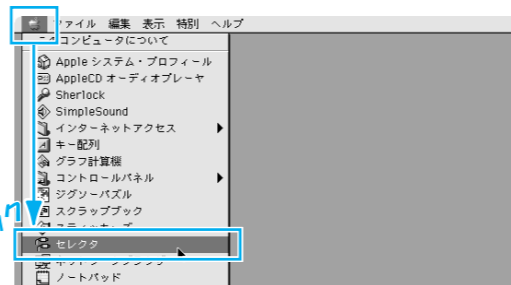 ファイル 編集 表示 特別 ヘルプ
このコンピュータについて
Apple システム・プロフィール
AppleCD オーディオプレーヤ
Sherlock
SimpleSound
インターネットアクセス
キー配列
グラフ計算機
コントロールパネル
ジグソーパズル
スクラップブック
セレクタ
ノートパッド